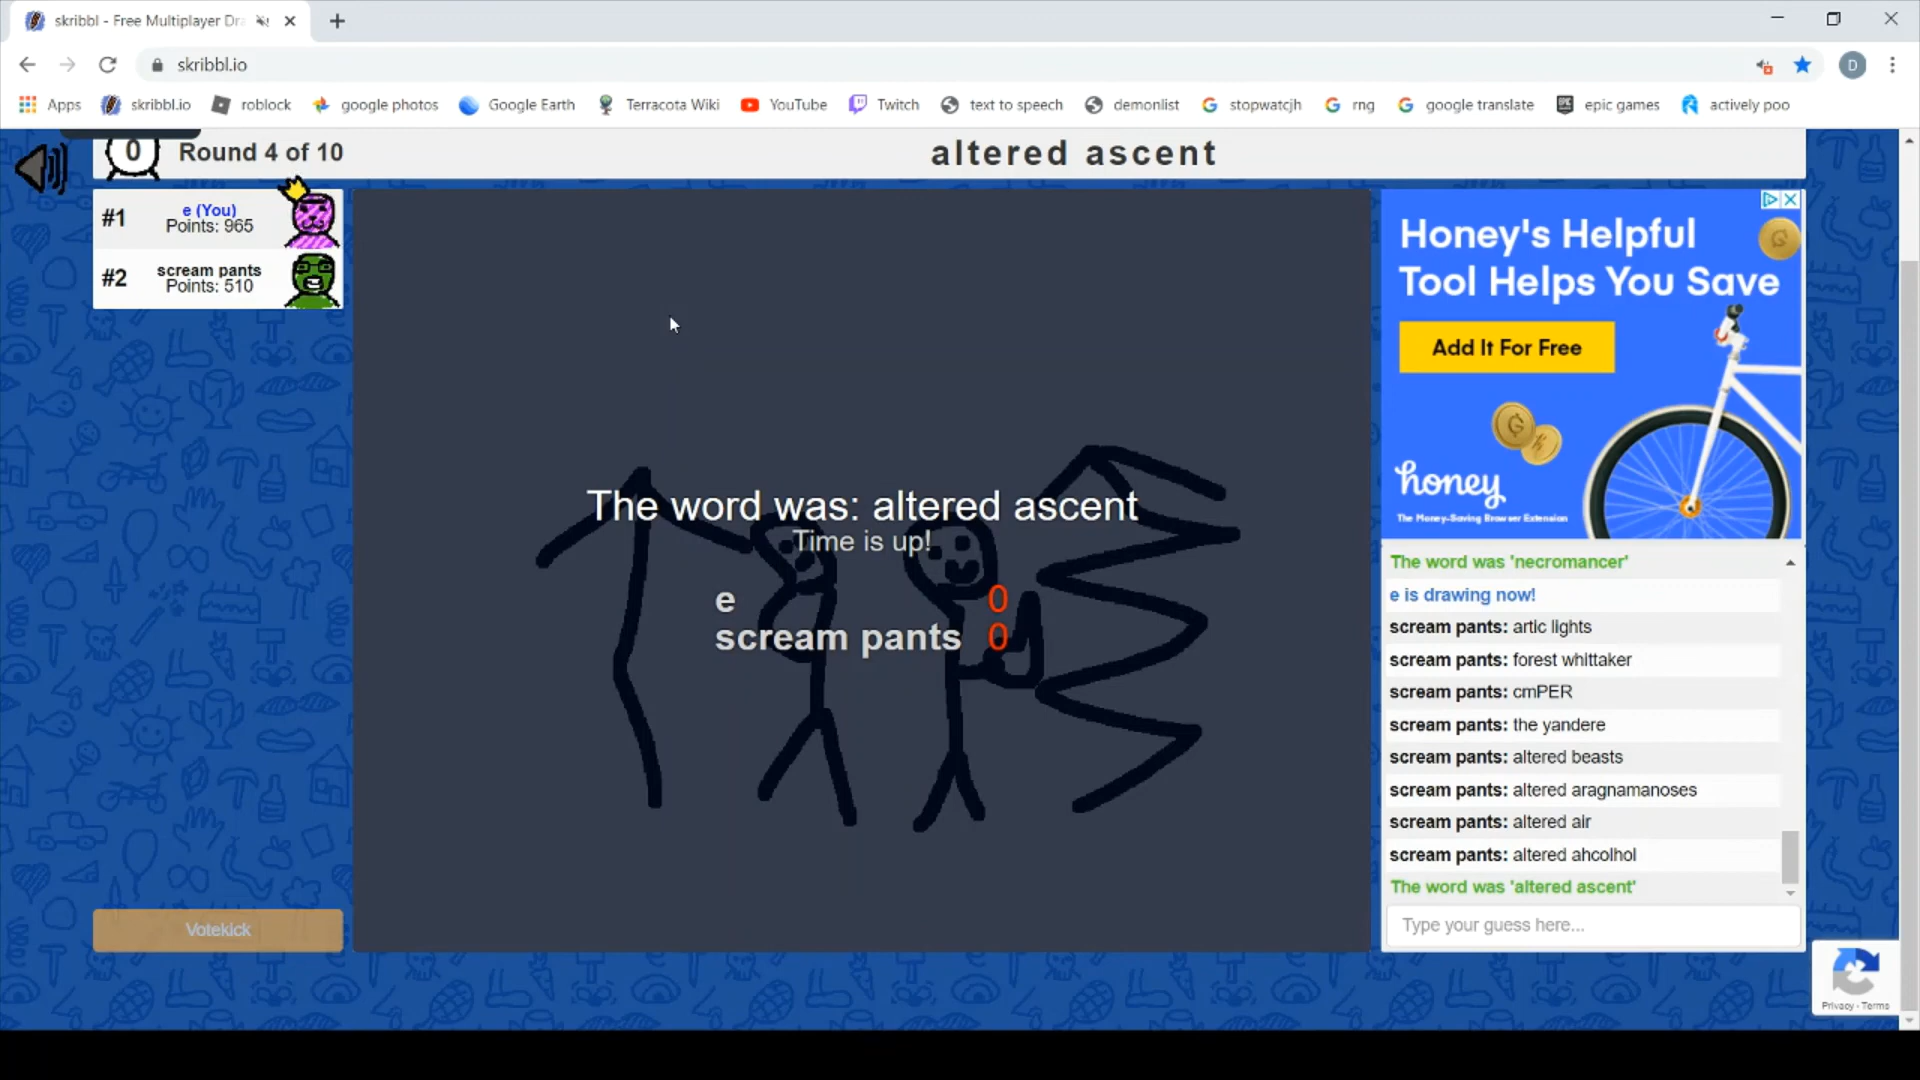 skribbl - Free Multiplayer Dra
skribbl.io
D
Apps skribbl.io roblock google photos Google Earth Terracota Wiki YouTube Twitch text to speech demonlist stopwatcjh rng google translate epic games actively poo
0 Round 4 of 10 altered ascent
#1 e (You)
Points: 965
#2 scream pants
Points: 510
The word was: altered ascent
Time is up!
e 0
scream pants 0
Votekick
Honey's Helpful
Tool Helps You Save
Add It For Free
honey
The Money-Saving Browser Extension
The word was 'necromancer'
e is drawing now!
scream pants: artic lights
scream pants: forest whittaker
scream pants: cmPER
scream pants: the yandere
scream pants: altered beasts
scream pants: altered aragnamanoses
scream pants: altered air
scream pants: altered ahcolhol
The word was 'altered ascent'
Type your guess here...
Privacy - Terms